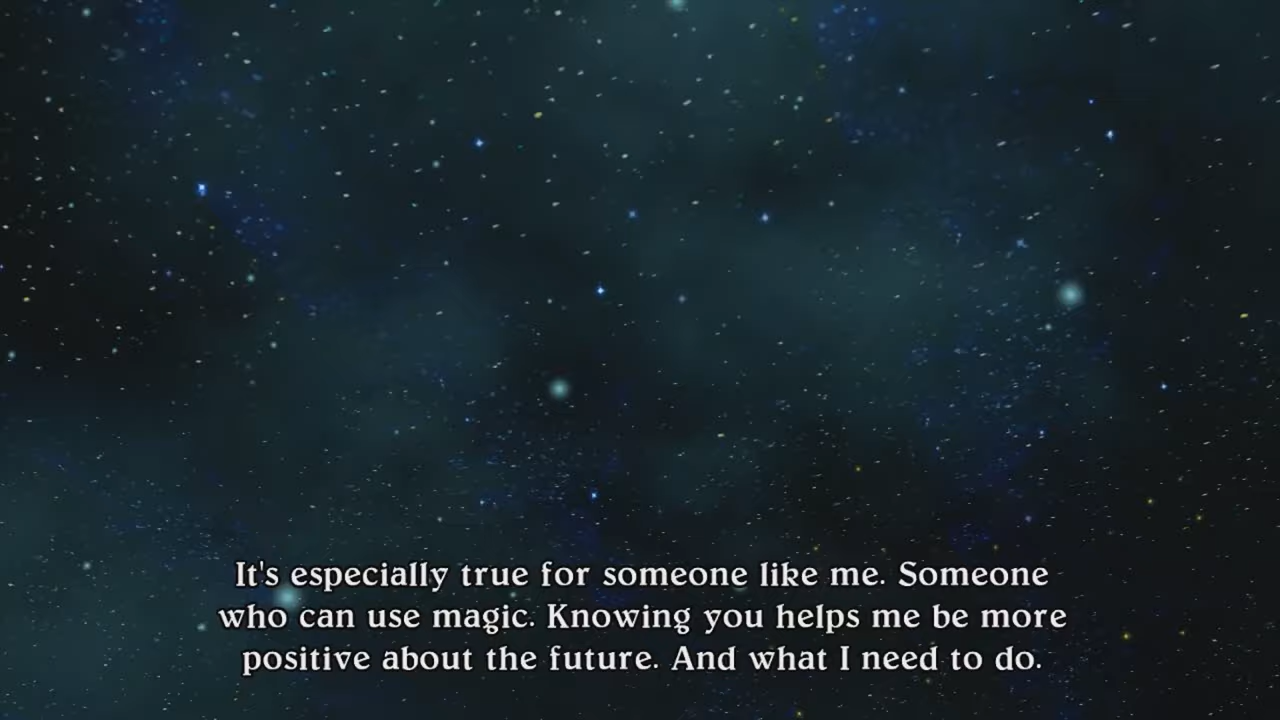 It's especially true for someone like me. Someone
who can use magic. Knowing you helps me be more
positive about the future. And what I need to do.